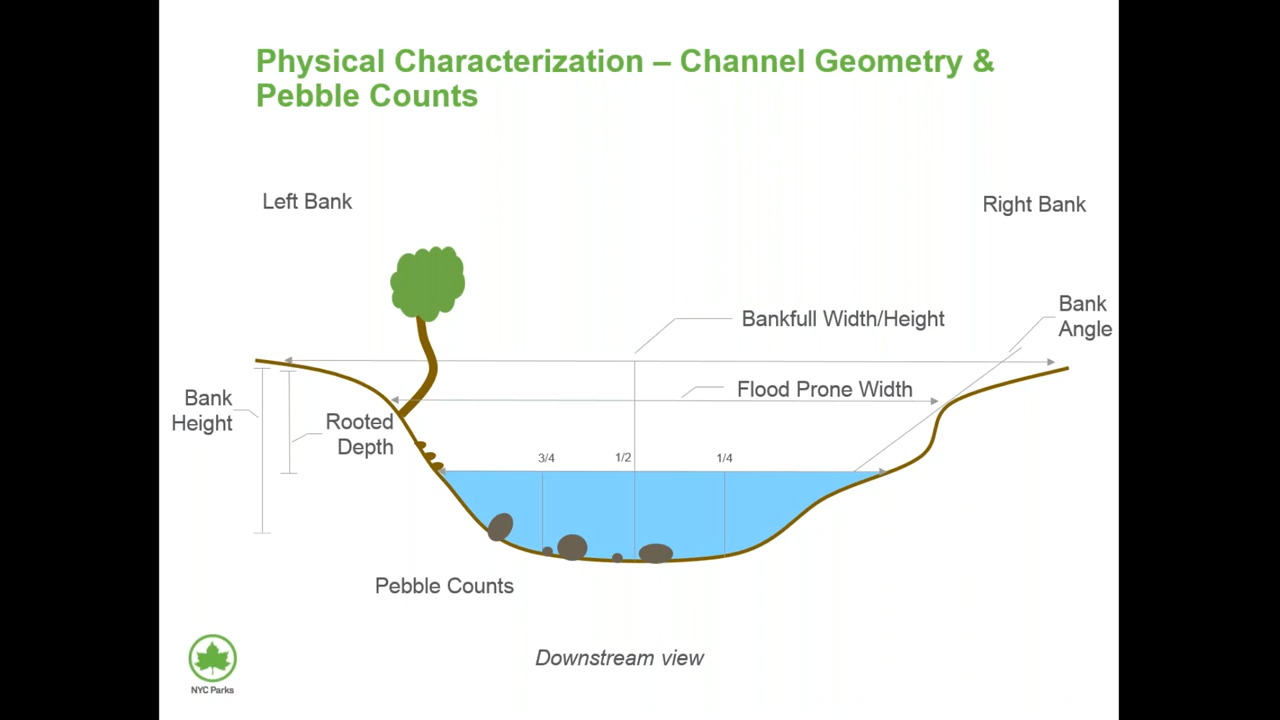 Physical Characterization – Channel Geometry &
Pebble Counts
Left Bank
Right Bank
Bank
Angle
Bankfull Width/Height
Flood Prone Width
Bank
Height
Rooted
Depth
3/4
1/2
1/4
Pebble Counts
Downstream view
NYC Parks